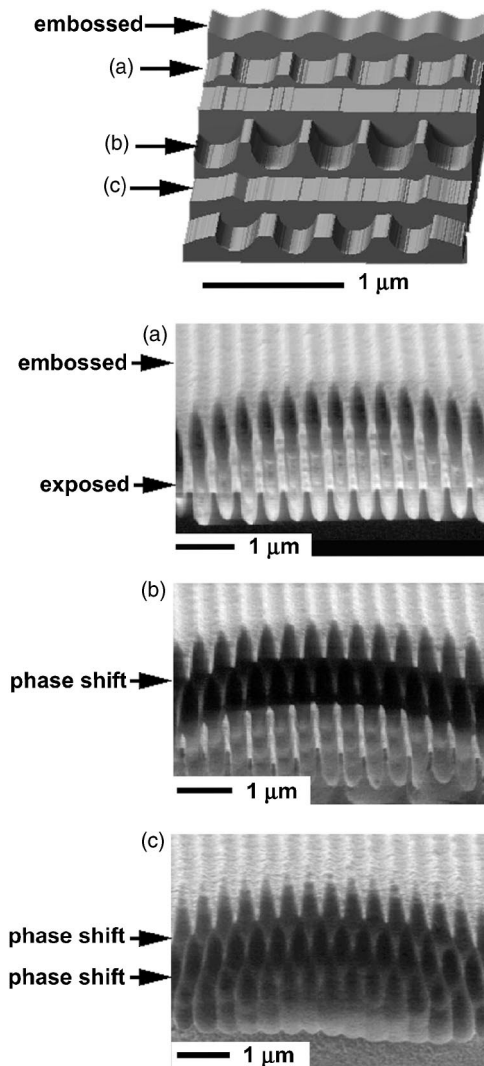 embossed
(a)
(b)
(c)
1 μm
(a)
embossed
exposed
1 μm
(b)
phase shift
1 μm
(c)
phase shift
phase shift
1 μm